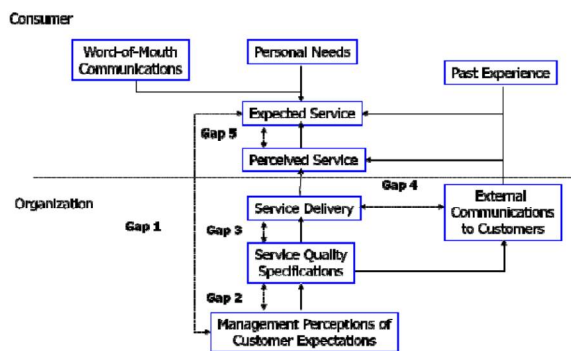 Consumer
Word-of-Mouth
Communications
Personal Needs
Past Experience
Expected Service
Gap 5
Perceived Service
Gap 4
Organization
Service Delivery
External
Communications
to Customers
Gap 1
Gap 3
Service Quality
Specifications
Gap 2
Management Perceptions of
Customer Expectations